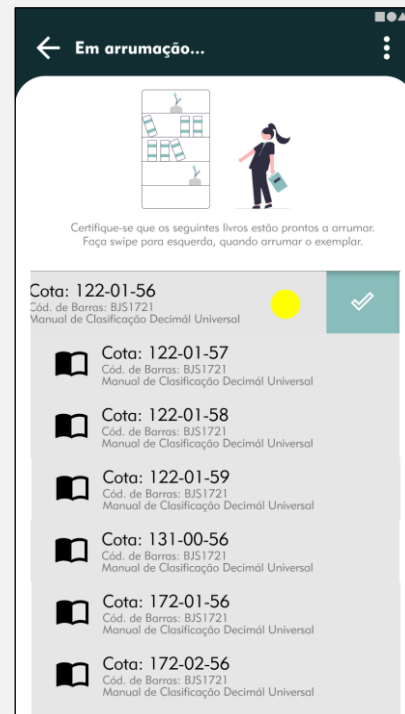 Em arrumação...
Certifique-se que os seguintes livros estão prontos a arrumar.
Faça swipe para esquerda, quando arrumar o exemplar.
Cota: 122-01-56
Cód. de Barras: BJS1721
Manual de Clasificação Decimál Universal
Cota: 122-01-57
Cód. de Barras: BJS1721
Manual de Clasificação Decimál Universal
Cota: 122-01-58
Cód. de Barras: BJS1721
Manual de Clasificação Decimál Universal
Cota: 122-01-59
Cód. de Barras: BJS1721
Manual de Clasificação Decimál Universal
Cota: 131-00-56
Cód. de Barras: BJS1721
Manual de Clasificação Decimál Universal
Cota: 172-01-56
Cód. de Barras: BJS1721
Manual de Clasificação Decimál Universal
Cota: 172-02-56
Cód. de Barras: BJS1721
Manual de Clasificação Decimál Universal